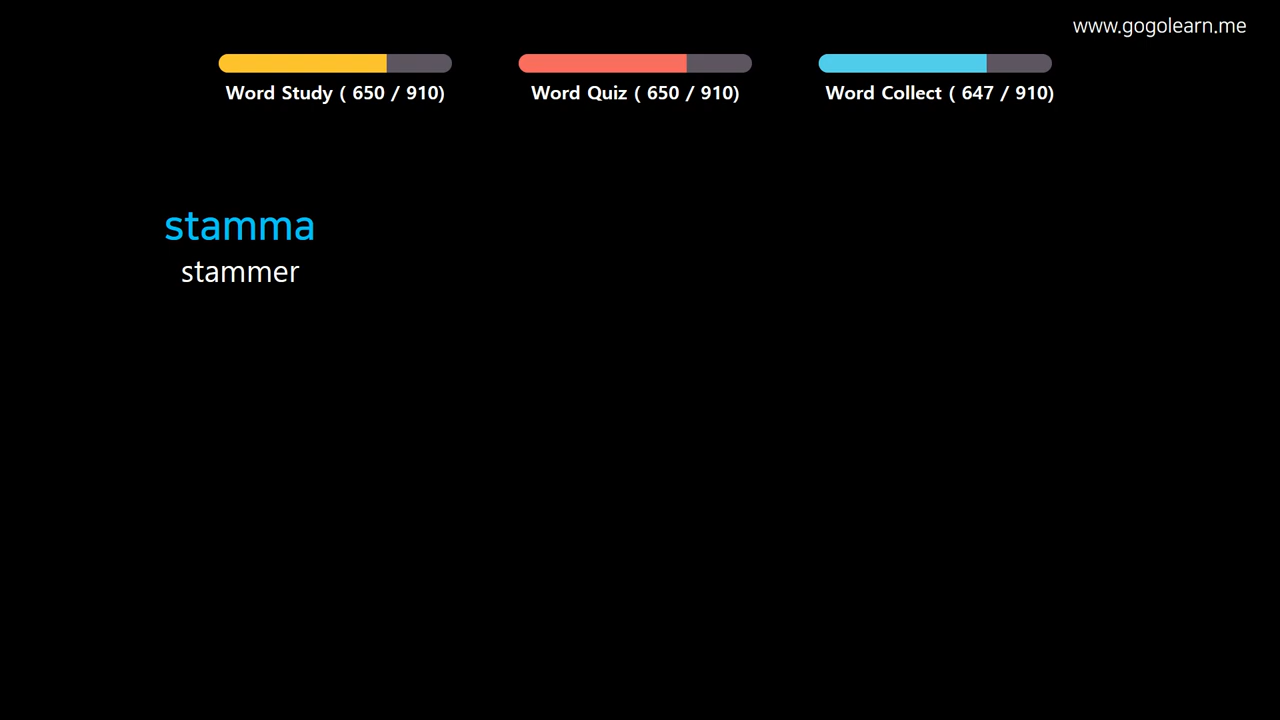 www.gogolearn.me
Word Study ( 650 / 910)
Word Quiz ( 650 / 910)
Word Collect ( 647 / 910)
stamma
stammer